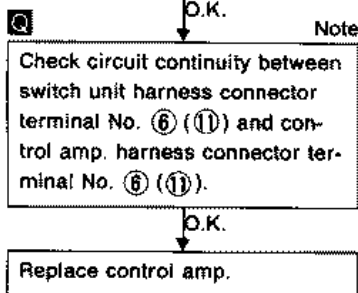 O.K.
Q
Note
Check circuit continuity between
switch unit harness connector
terminal No. ⑥ (⑪) and con-
trol amp. harness connector ter-
minal No. ⑥ (⑪).
O.K.
Replace control amp.